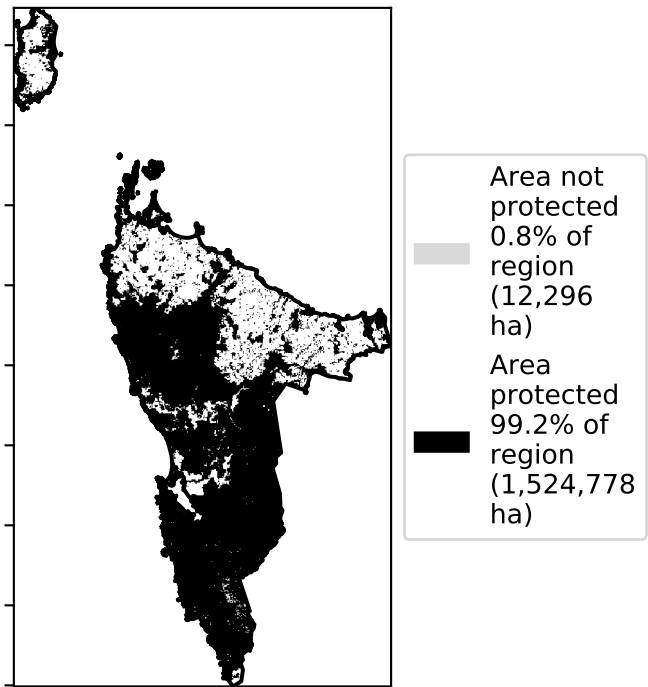 Area not
protected
0.8% of
region
(12,296
ha)
Area
protected
99.2% of
region
(1,524,778
ha)